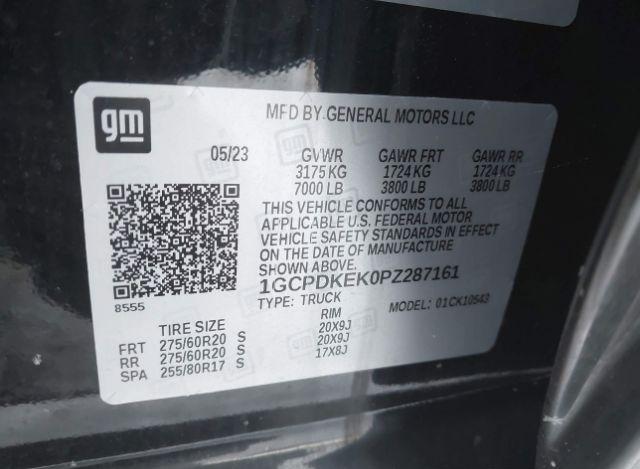 gm
MFD BY GENERAL MOTORS LLC
05/23 GVWR GAWR FRT GAWR RR
3175 KG 1724 KG 1724 KG
7000 LB 3800 LB 3800 LB
THIS VEHICLE CONFORMS TO ALL
APPLICABLE U.S. FEDERAL MOTOR
VEHICLE SAFETY STANDARDS IN EFFECT
ON THE DATE OF MANUFACTURE
SHOWN ABOVE.
1GCPDKEK0PZ287161
8555 TYPE: TRUCK MODEL: 01CK10543
TIRE SIZE RIM
FRT 275/60R20 S 20X9J
RR 275/60R20 S 20X9J
SPA 255/80R17 S 17X8J